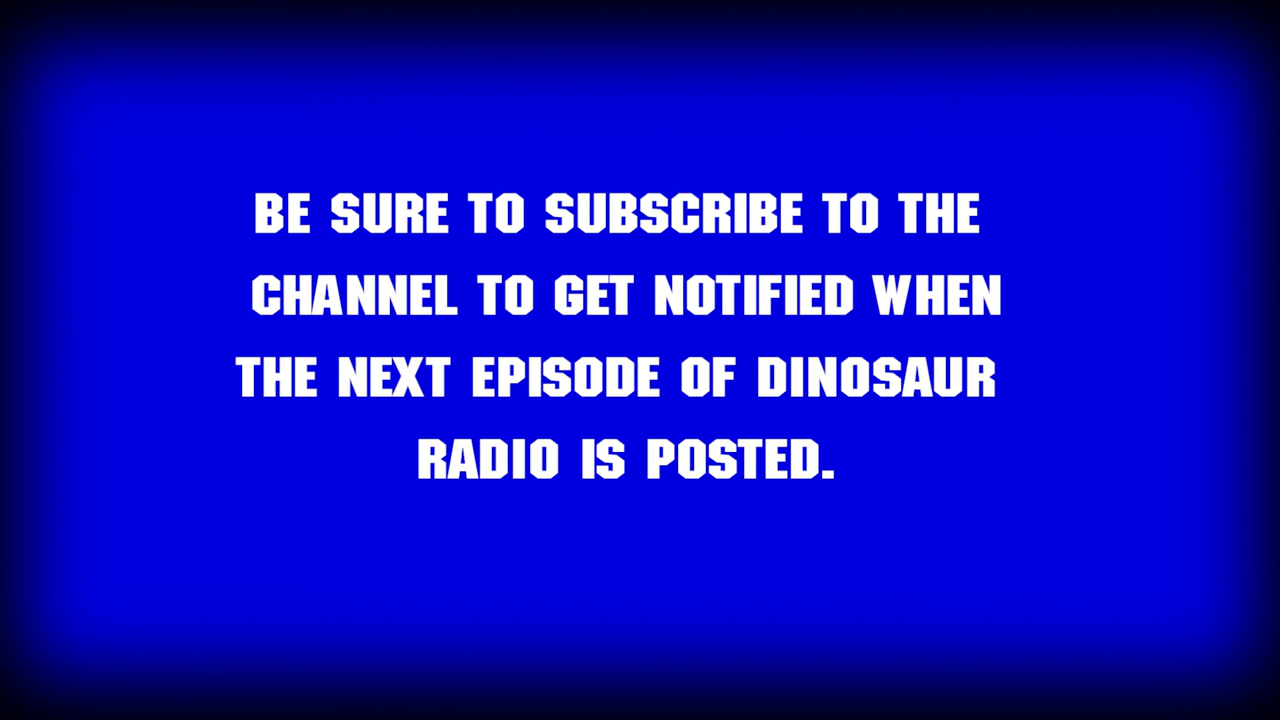 BE SURE TO SUBSCRIBE TO THE
CHANNEL TO GET NOTIFIED WHEN
THE NEXT EPISODE OF DINOSAUR
RADIO IS POSTED.